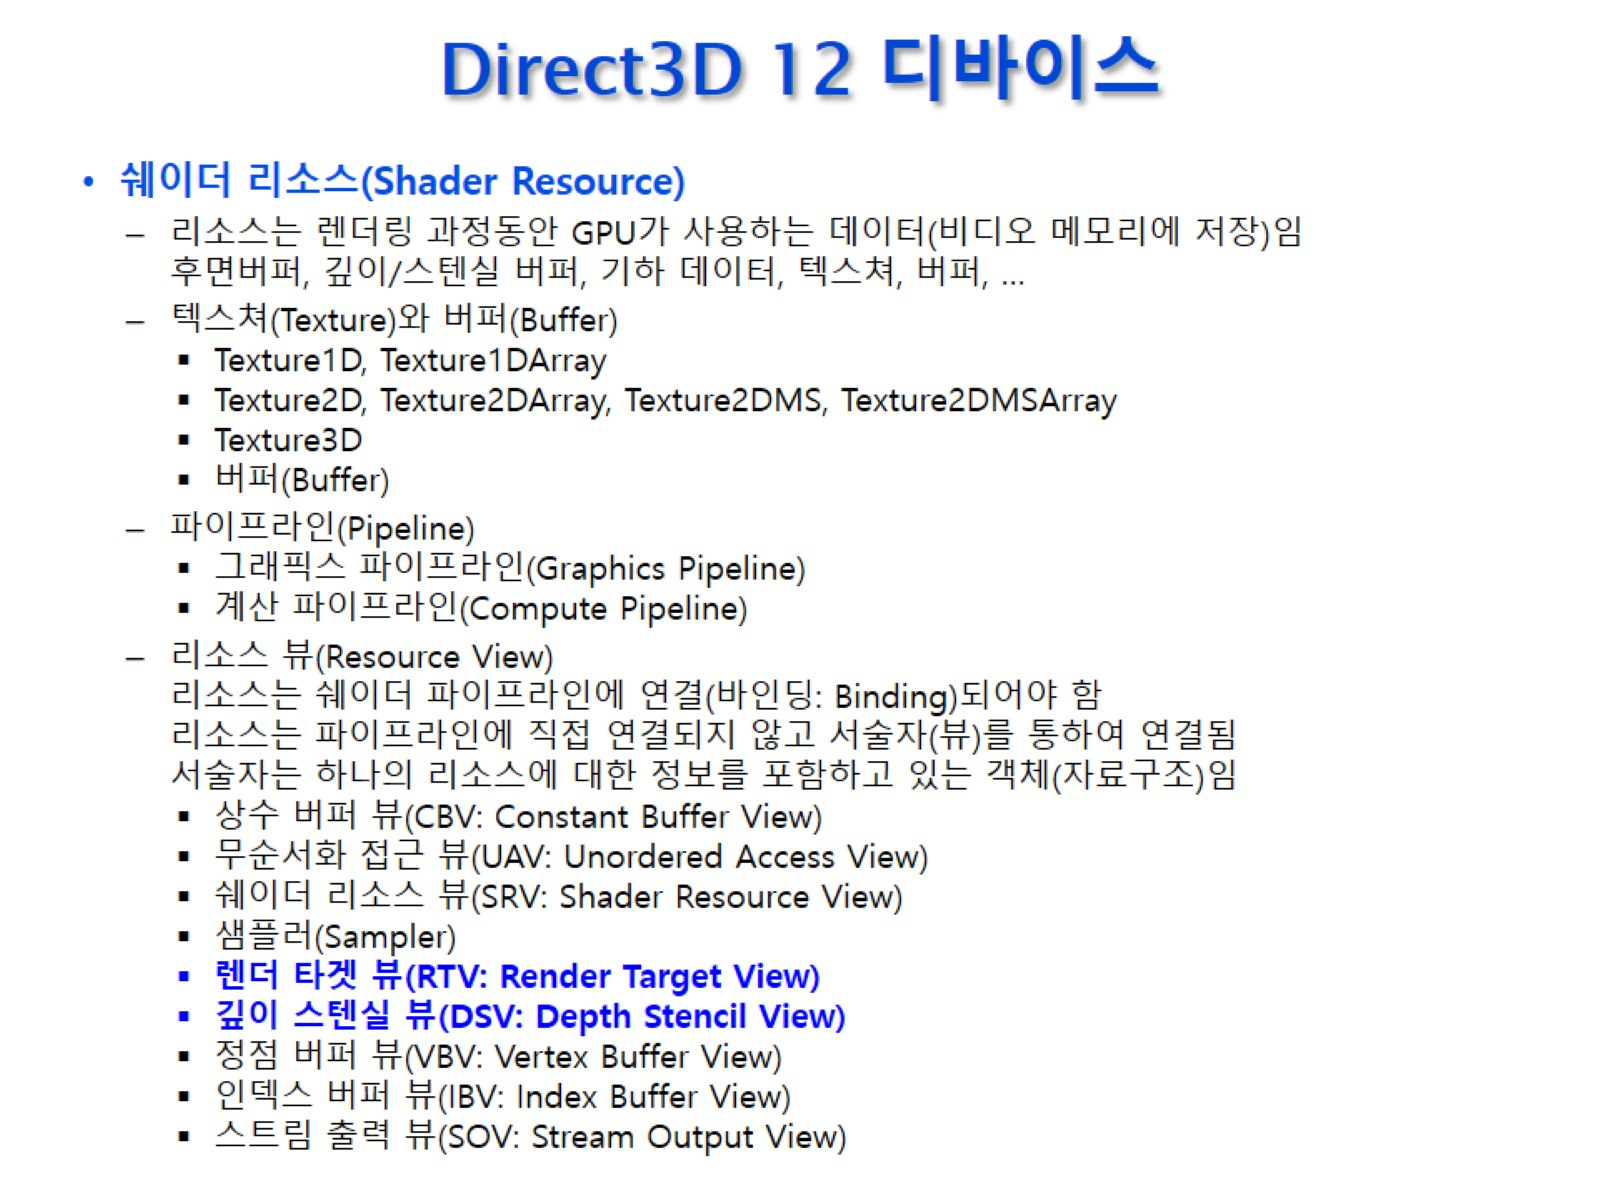 Direct3D 12 디바이스
• 쉐이더 리소스(Shader Resource)
– 리소스는 렌더링 과정동안 GPU가 사용하는 데이터(비디오 메모리에 저장)임
후면버퍼, 깊이/스텐실 버퍼, 기하 데이터, 텍스쳐, 버퍼, ...
– 텍스쳐(Texture)와 버퍼(Buffer)
▪ Texture1D, Texture1DArray
▪ Texture2D, Texture2DArray, Texture2DMS, Texture2DMSArray
▪ Texture3D
▪ 버퍼(Buffer)
– 파이프라인(Pipeline)
▪ 그래픽스 파이프라인(Graphics Pipeline)
▪ 계산 파이프라인(Compute Pipeline)
– 리소스 뷰(Resource View)
리소스는 쉐이더 파이프라인에 연결(바인딩: Binding)되어야 함
리소스는 파이프라인에 직접 연결되지 않고 서술자(뷰)를 통하여 연결됨
서술자는 하나의 리소스에 대한 정보를 포함하고 있는 객체(자료구조)임
▪ 상수 버퍼 뷰(CBV: Constant Buffer View)
▪ 무순서화 접근 뷰(UAV: Unordered Access View)
▪ 쉐이더 리소스 뷰(SRV: Shader Resource View)
▪ 샘플러(Sampler)
▪ 렌더 타겟 뷰(RTV: Render Target View)
▪ 깊이 스텐실 뷰(DSV: Depth Stencil View)
▪ 정점 버퍼 뷰(VBV: Vertex Buffer View)
▪ 인덱스 버퍼 뷰(IBV: Index Buffer View)
▪ 스트림 출력 뷰(SOV: Stream Output View)